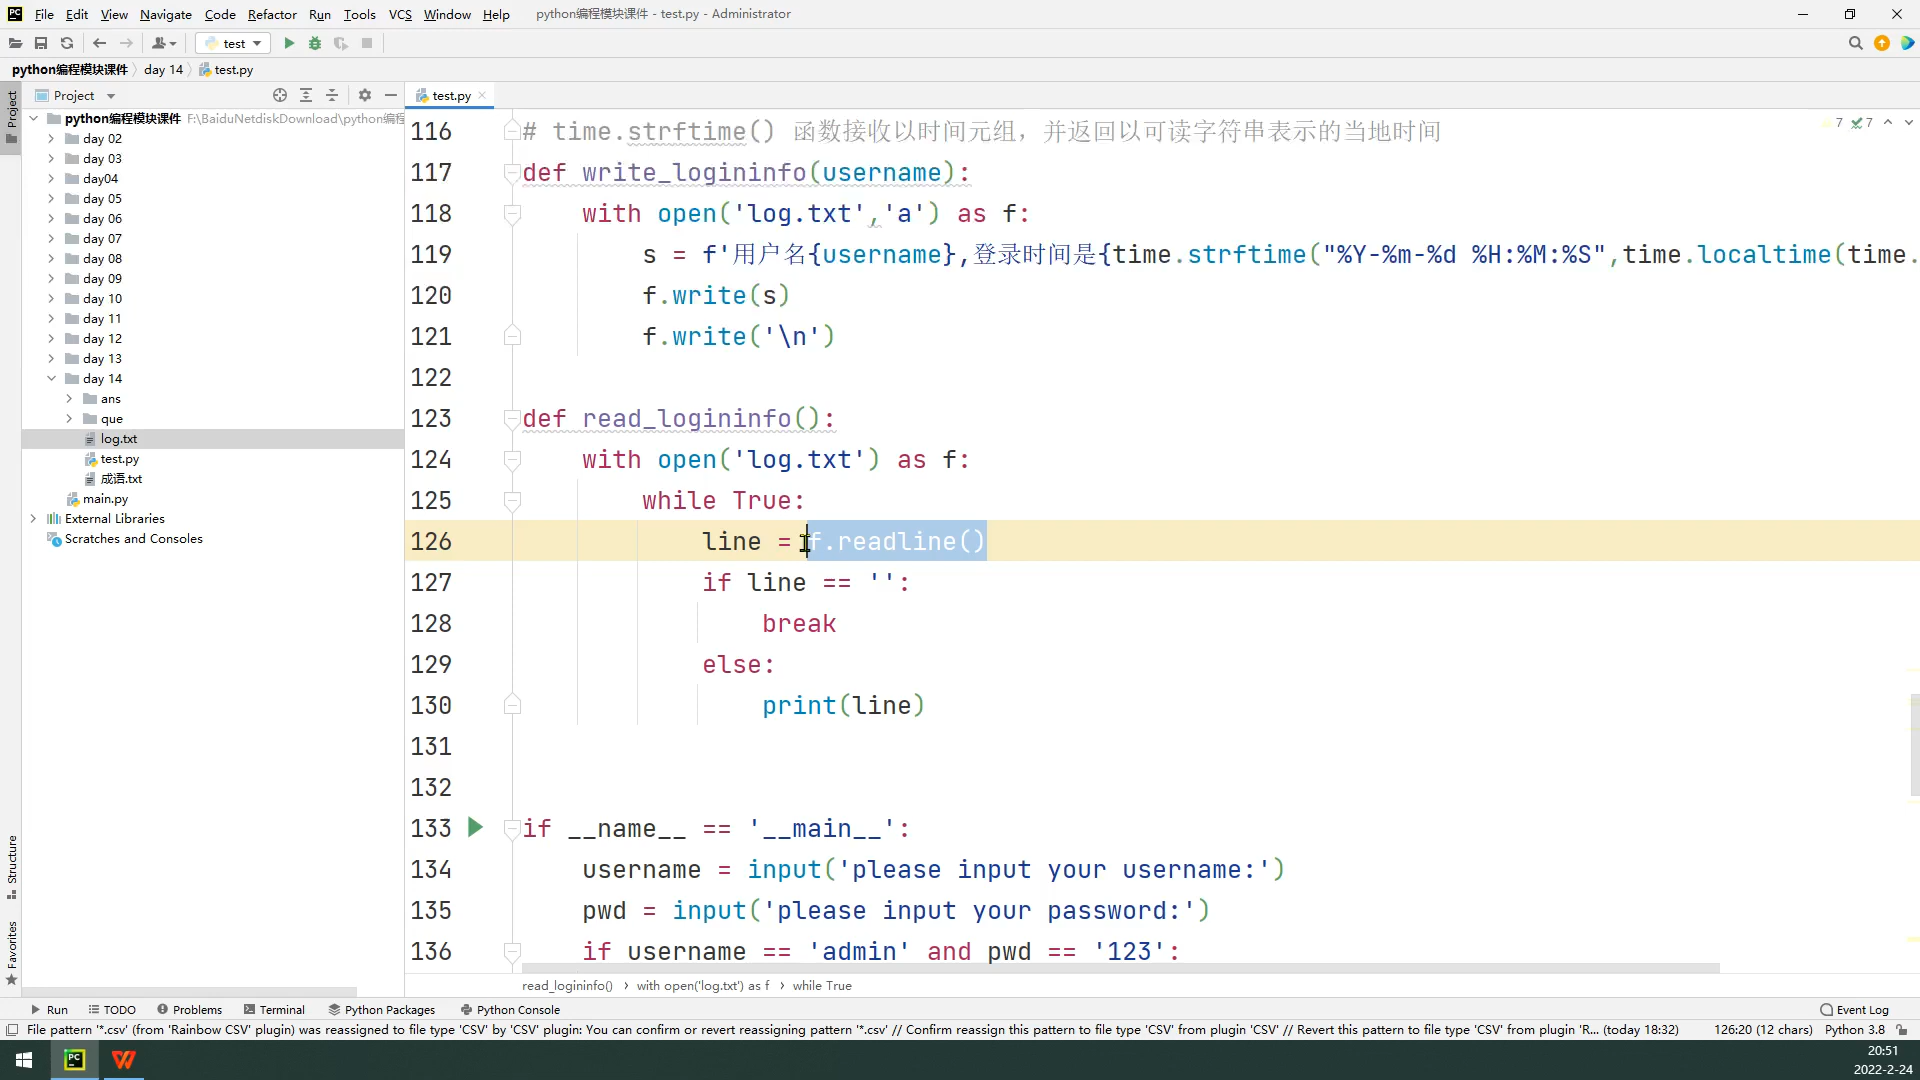 File Edit View Navigate Code Refactor Run Tools VCS Window Help python编程模块课件 - test.py - Administrator
test
python编程模块课件 day 14 test.py
Project
test.py
Project
python编程模块课件 F:\BaiduNetdiskDownload\python编程
day 02
day 03
day04
day 05
day 06
day 07
day 08
day 09
day 10
day 11
day 12
day 13
day 14
ans
que
log.txt
test.py
成语.txt
main.py
External Libraries
Scratches and Consoles
7 7
116 # time.strftime() 函数接收以时间元组，并返回以可读字符串表示的当地时间
117 def write_logininfo(username):
118 with open('log.txt','a') as f:
119 s = f'用户名{username},登录时间是{time.strftime("%Y-%m-%d %H:%M:%S",time.localtime(time.
120 f.write(s)
121 f.write('\n')
122
123 def read_logininfo():
124 with open('log.txt') as f:
125 while True:
126 line = f.readline()
127 if line == '':
128 break
129 else:
130 print(line)
131
132
133 if __name__ == '__main__':
134 username = input('please input your username:')
135 pwd = input('please input your password:')
136 if username == 'admin' and pwd == '123':
Structure
Favorites
read_logininfo() with open('log.txt') as f while True
Run TODO Problems Terminal Python Packages Python Console Event Log
File pattern '*.csv' (from 'Rainbow CSV' plugin) was reassigned to file type 'CSV' by 'CSV' plugin: You can confirm or revert reassigning pattern '*.csv' // Confirm reassign this pattern to file type 'CSV' from plugin 'CSV' // Revert this pattern to file type 'CSV' from plugin 'R... (today 18:32) 126:20 (12 chars) Python 3.8
PC
20:51
2022-2-24